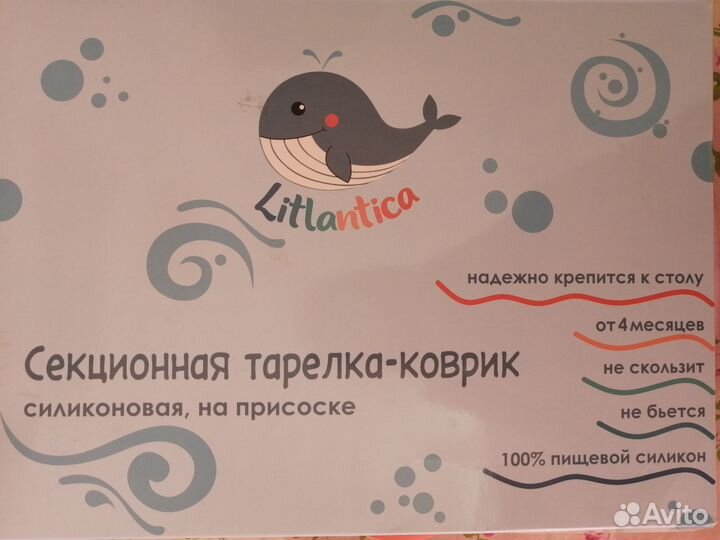 Litlantica
надежно крепится к столу
от 4 месяцев
Секционная тарелка-коврик
не скользит
силиконовая, на присоске
не бьется
100% пищевой силикон
Avito